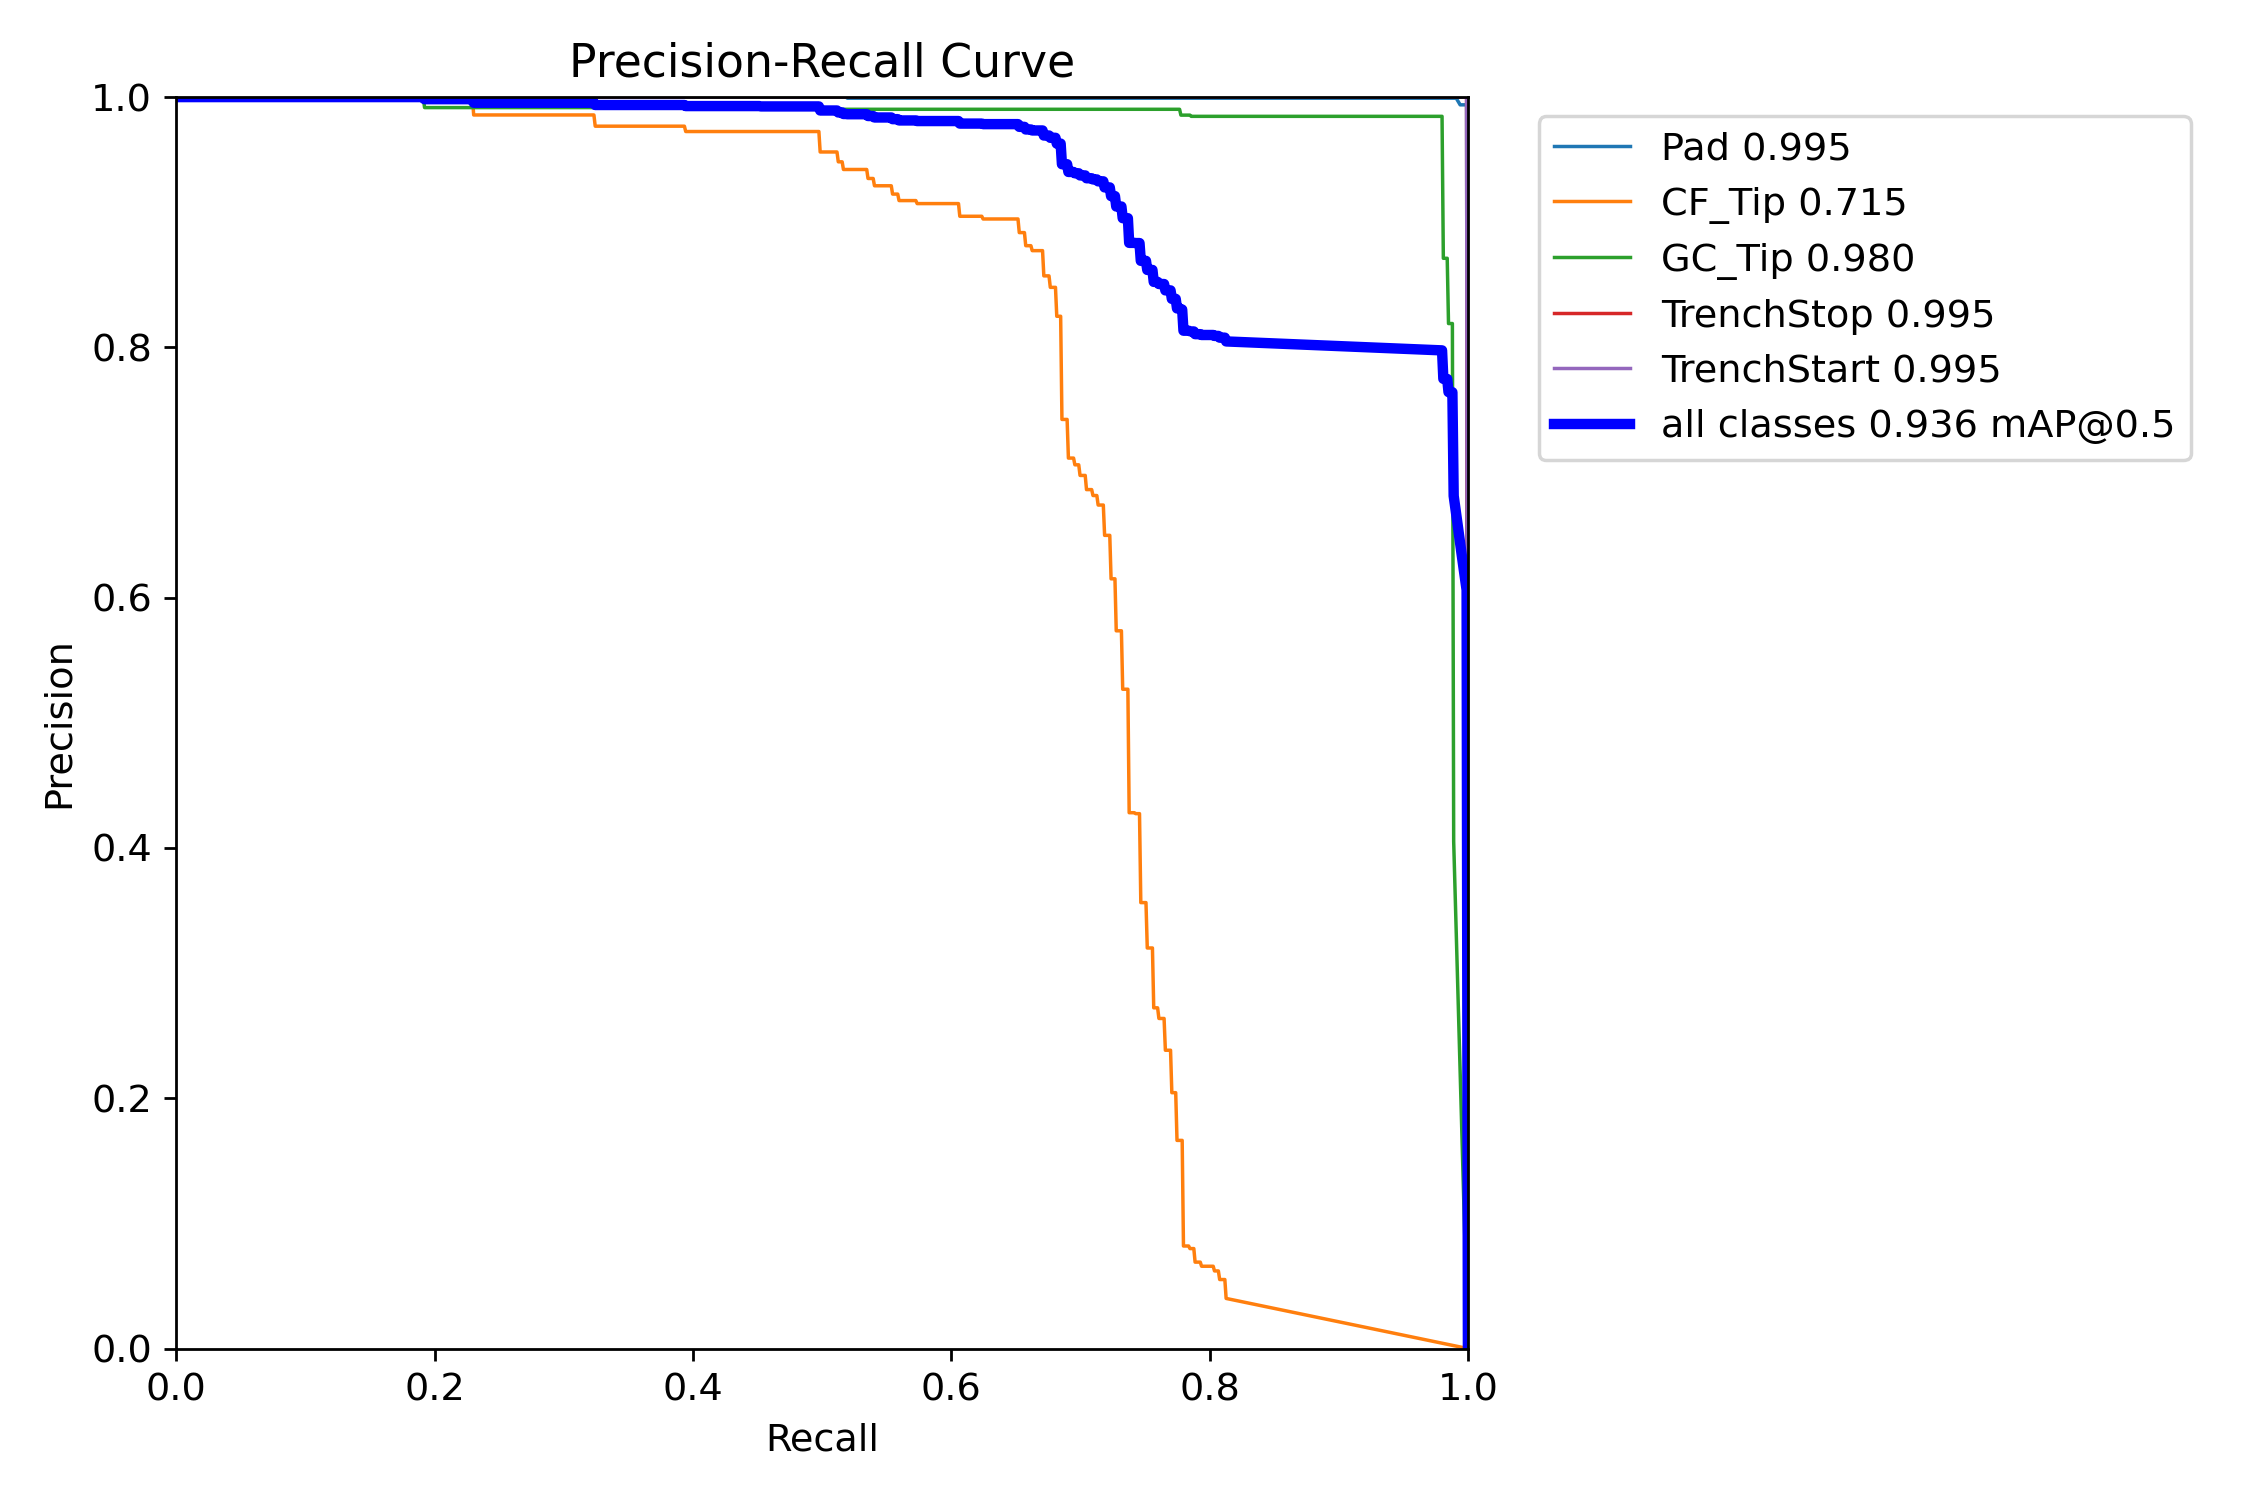 Precision-Recall Curve
1.0
0.8
0.6
0.4
0.2
0.0
Precision
0.0 0.2 0.4 0.6 0.8 1.0
Recall
Pad 0.995
CF_Tip 0.715
GC_Tip 0.980
TrenchStop 0.995
TrenchStart 0.995
all classes 0.936 mAP@0.5